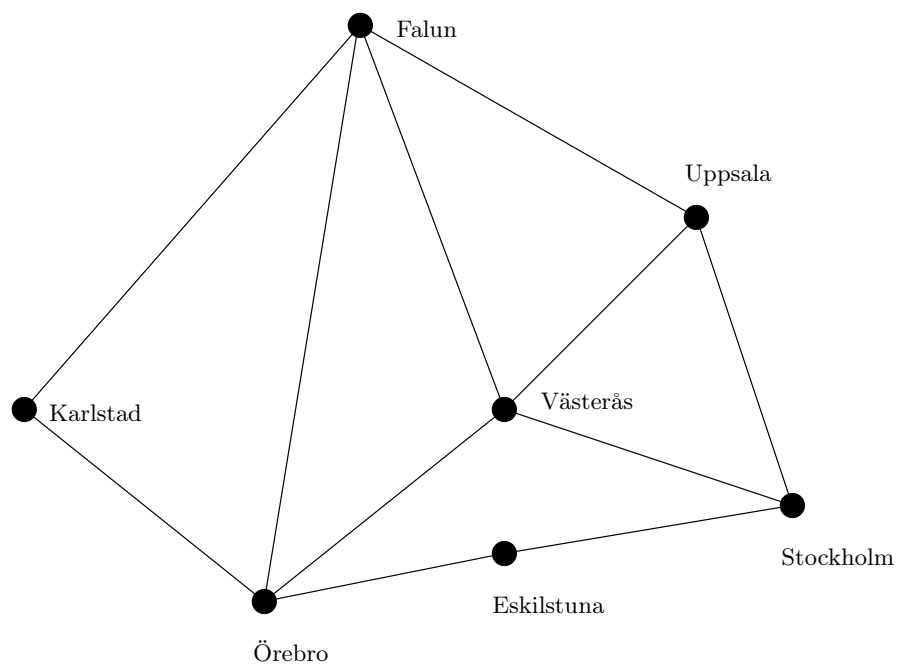 Falun
Uppsala
Västerås
Karlstad
Stockholm
Eskilstuna
Örebro